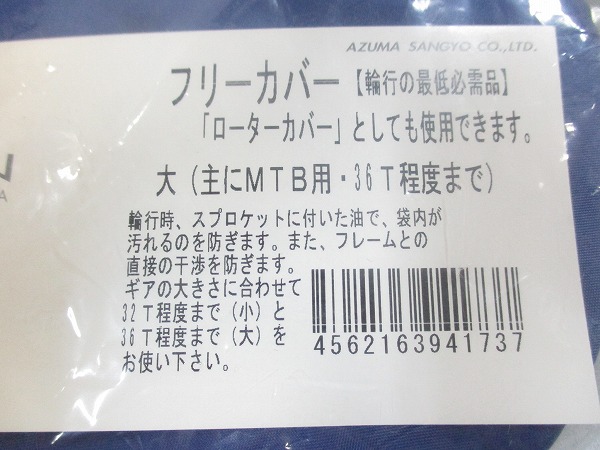 AZUMA SANGYO CO.,LTD.
フリーカバー【輪行の最低必需品】
「ローターカバー」としても使用できます。
大（主にＭＴＢ用・36Ｔ程度まで）
輪行時、スプロケットに付いた油で、袋内が
汚れるのを防ぎます。また、フレームとの
直接の干渉を防ぎます。
ギアの大きさに合わせて
32Ｔ程度まで（小）と
36Ｔ程度まで（大）を
お使い下さい。
4562163941737